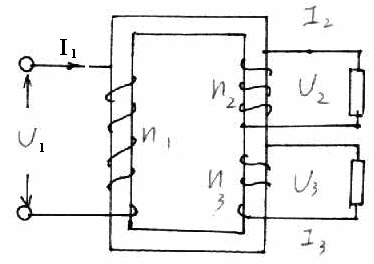 I₂
I₁
n₂
U₂
U₁
n₁
n₃
U₃
I₃